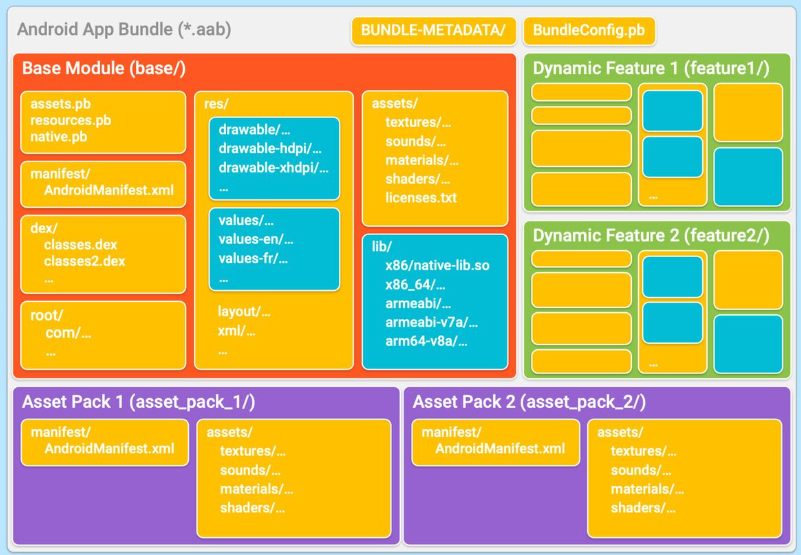 Android App Bundle (*.aab)
BUNDLE-METADATA/
BundleConfig.pb
Base Module (base/)
assets.pb
resources.pb
native.pb
manifest/
AndroidManifest.xml
dex/
classes.dex
classes2.dex
...
root/
com/...
...
res/
drawable/...
drawable-hdpi/...
drawable-xhdpi/...
...
values/...
values-en/...
values-fr/...
...
layout/...
xml/...
...
assets/
textures/...
sounds/...
materials/...
shaders/...
licenses.txt
lib/
x86/native-lib.so
x86_64/...
armeabi/...
armeabi-v7a/...
arm64-v8a/...
Dynamic Feature 1 (feature1/)
...
Dynamic Feature 2 (feature2/)
...
Asset Pack 1 (asset_pack_1/)
manifest/
AndroidManifest.xml
assets/
textures/...
sounds/...
materials/...
shaders/...
Asset Pack 2 (asset_pack_2/)
manifest/
AndroidManifest.xml
assets/
textures/...
sounds/...
materials/...
shaders/...